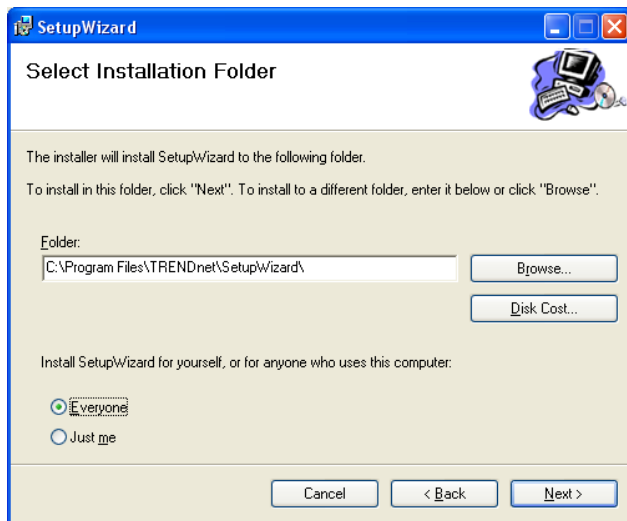 SetupWizard
Select Installation Folder
The installer will install SetupWizard to the following folder.
To install in this folder, click "Next". To install to a different folder, enter it below or click "Browse".
Folder:
C:\Program Files\TRENDnet\SetupWizard\
Browse...
Disk Cost...
Install SetupWizard for yourself, or for anyone who uses this computer:
Everyone
Just me
Cancel
< Back
Next >